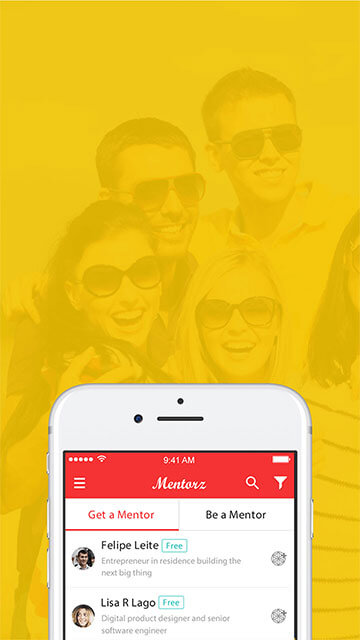 9:41 AM
Mentorz
Get a Mentor
Be a Mentor
Felipe Leite Free
Entrepreneur in residence building the
next big thing
Lisa R Lago Free
Digital product designer and senior
software engineer